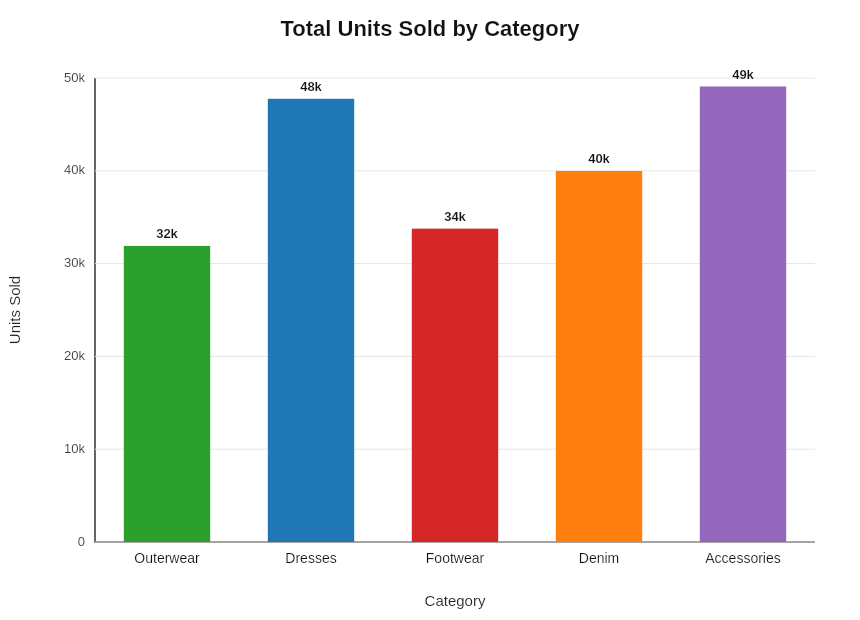 Total Units Sold by Category
Units Sold
50k
40k
30k
20k
10k
0
32k
48k
34k
40k
49k
Outerwear
Dresses
Footwear
Denim
Accessories
Category